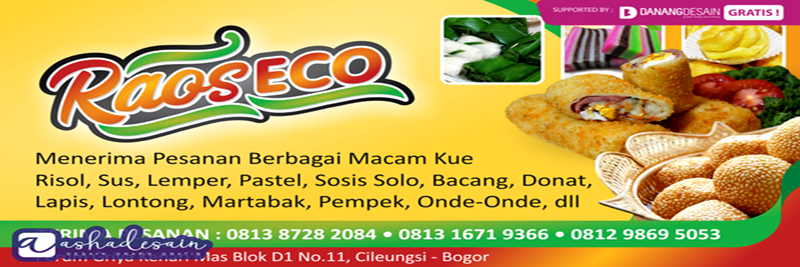 SUPPORTED BY : DANANGDESAIN GRATIS !
RAOSECO
Menerima Pesanan Berbagai Macam Kue
Risol, Sus, Lemper, Pastel, Sosis Solo, Bacang, Donat,
Lapis, Lontong, Martabak, Pempek, Onde-Onde, dll
PESANAN : 0813 8728 2084 • 0813 1671 9366 • 0812 9869 5053
ashadesain
Mas Blok D1 No.11, Cileungsi - Bogor